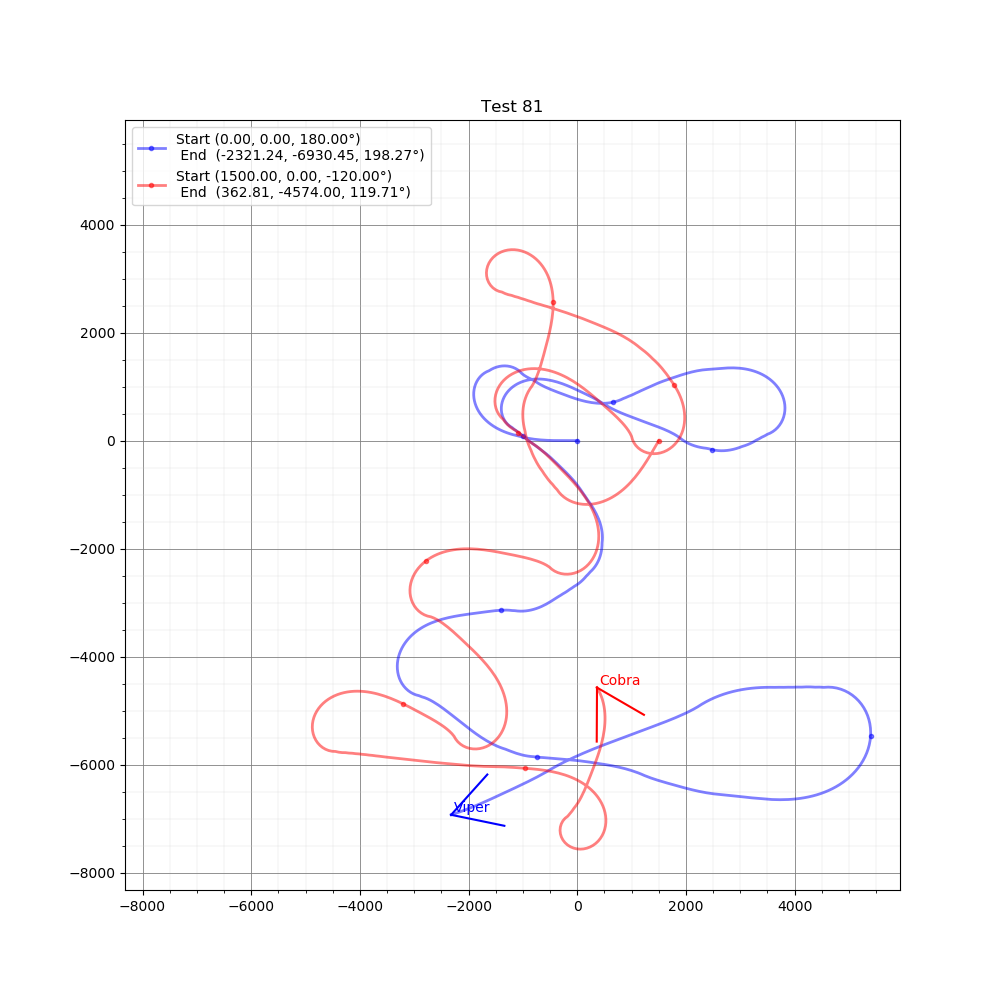 Test 81
Start (0.00, 0.00, 180.00°)
End (-2321.24, -6930.45, 198.27°)
Start (1500.00, 0.00, -120.00°)
End (362.81, -4574.00, 119.71°)
4000
2000
0
−2000
−4000
−6000
−8000
Cobra
Viper
−8000 −6000 −4000 −2000 0 2000 4000